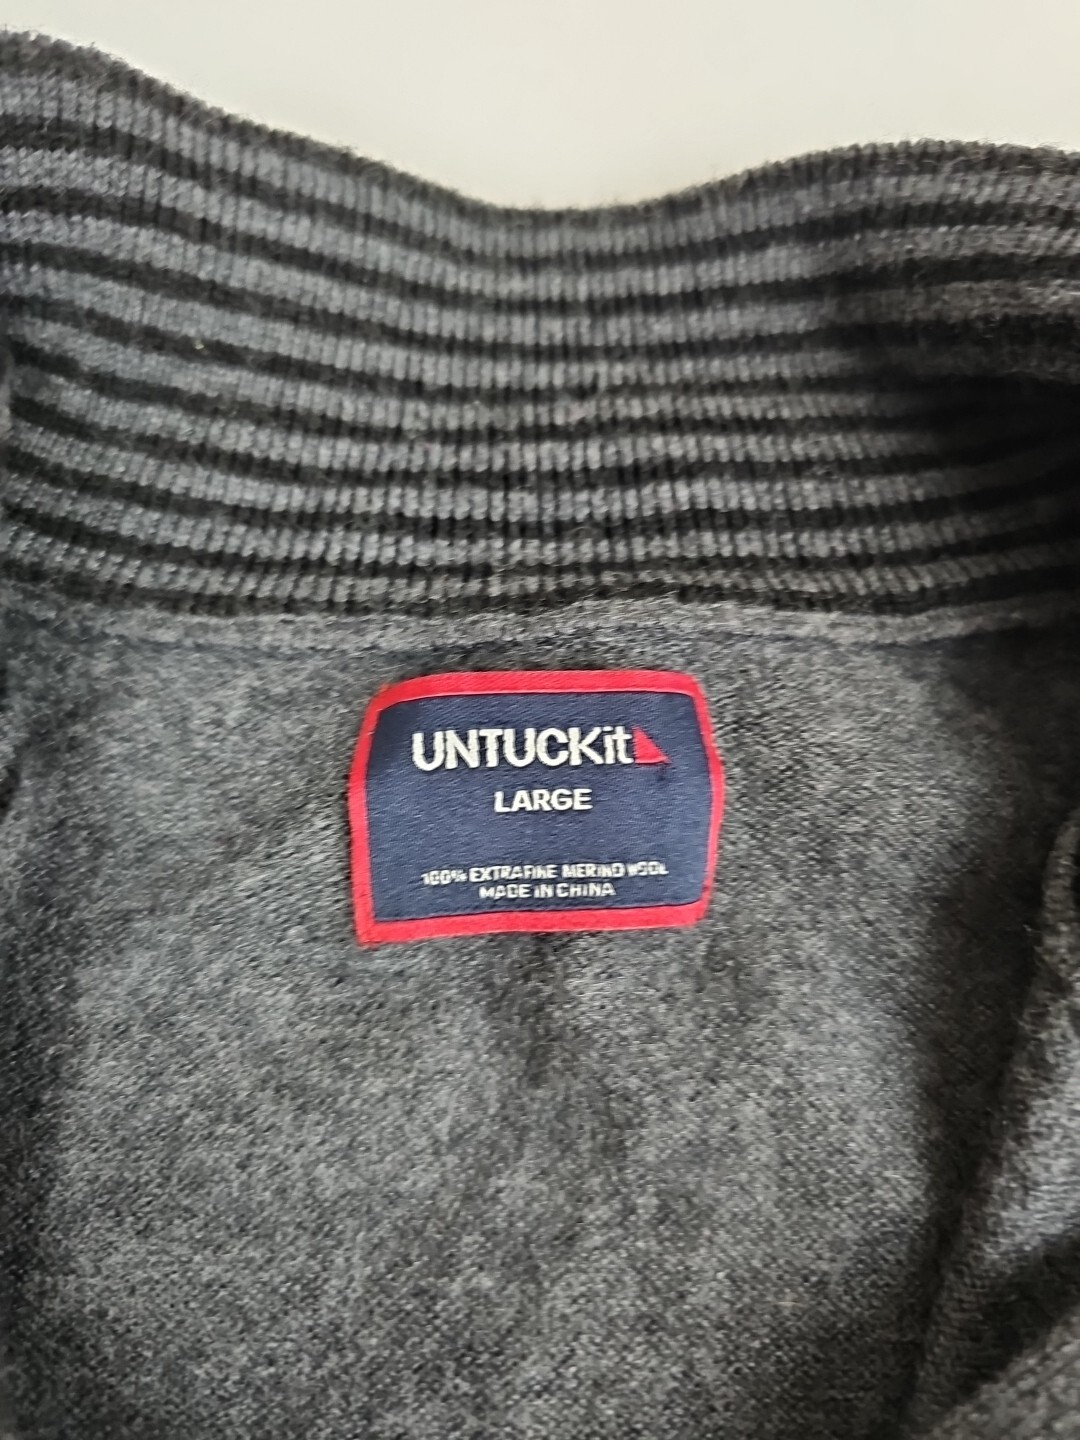 UNTUCKit
LARGE
100% EXTRAFINE MERINO WOOL
MADE IN CHINA